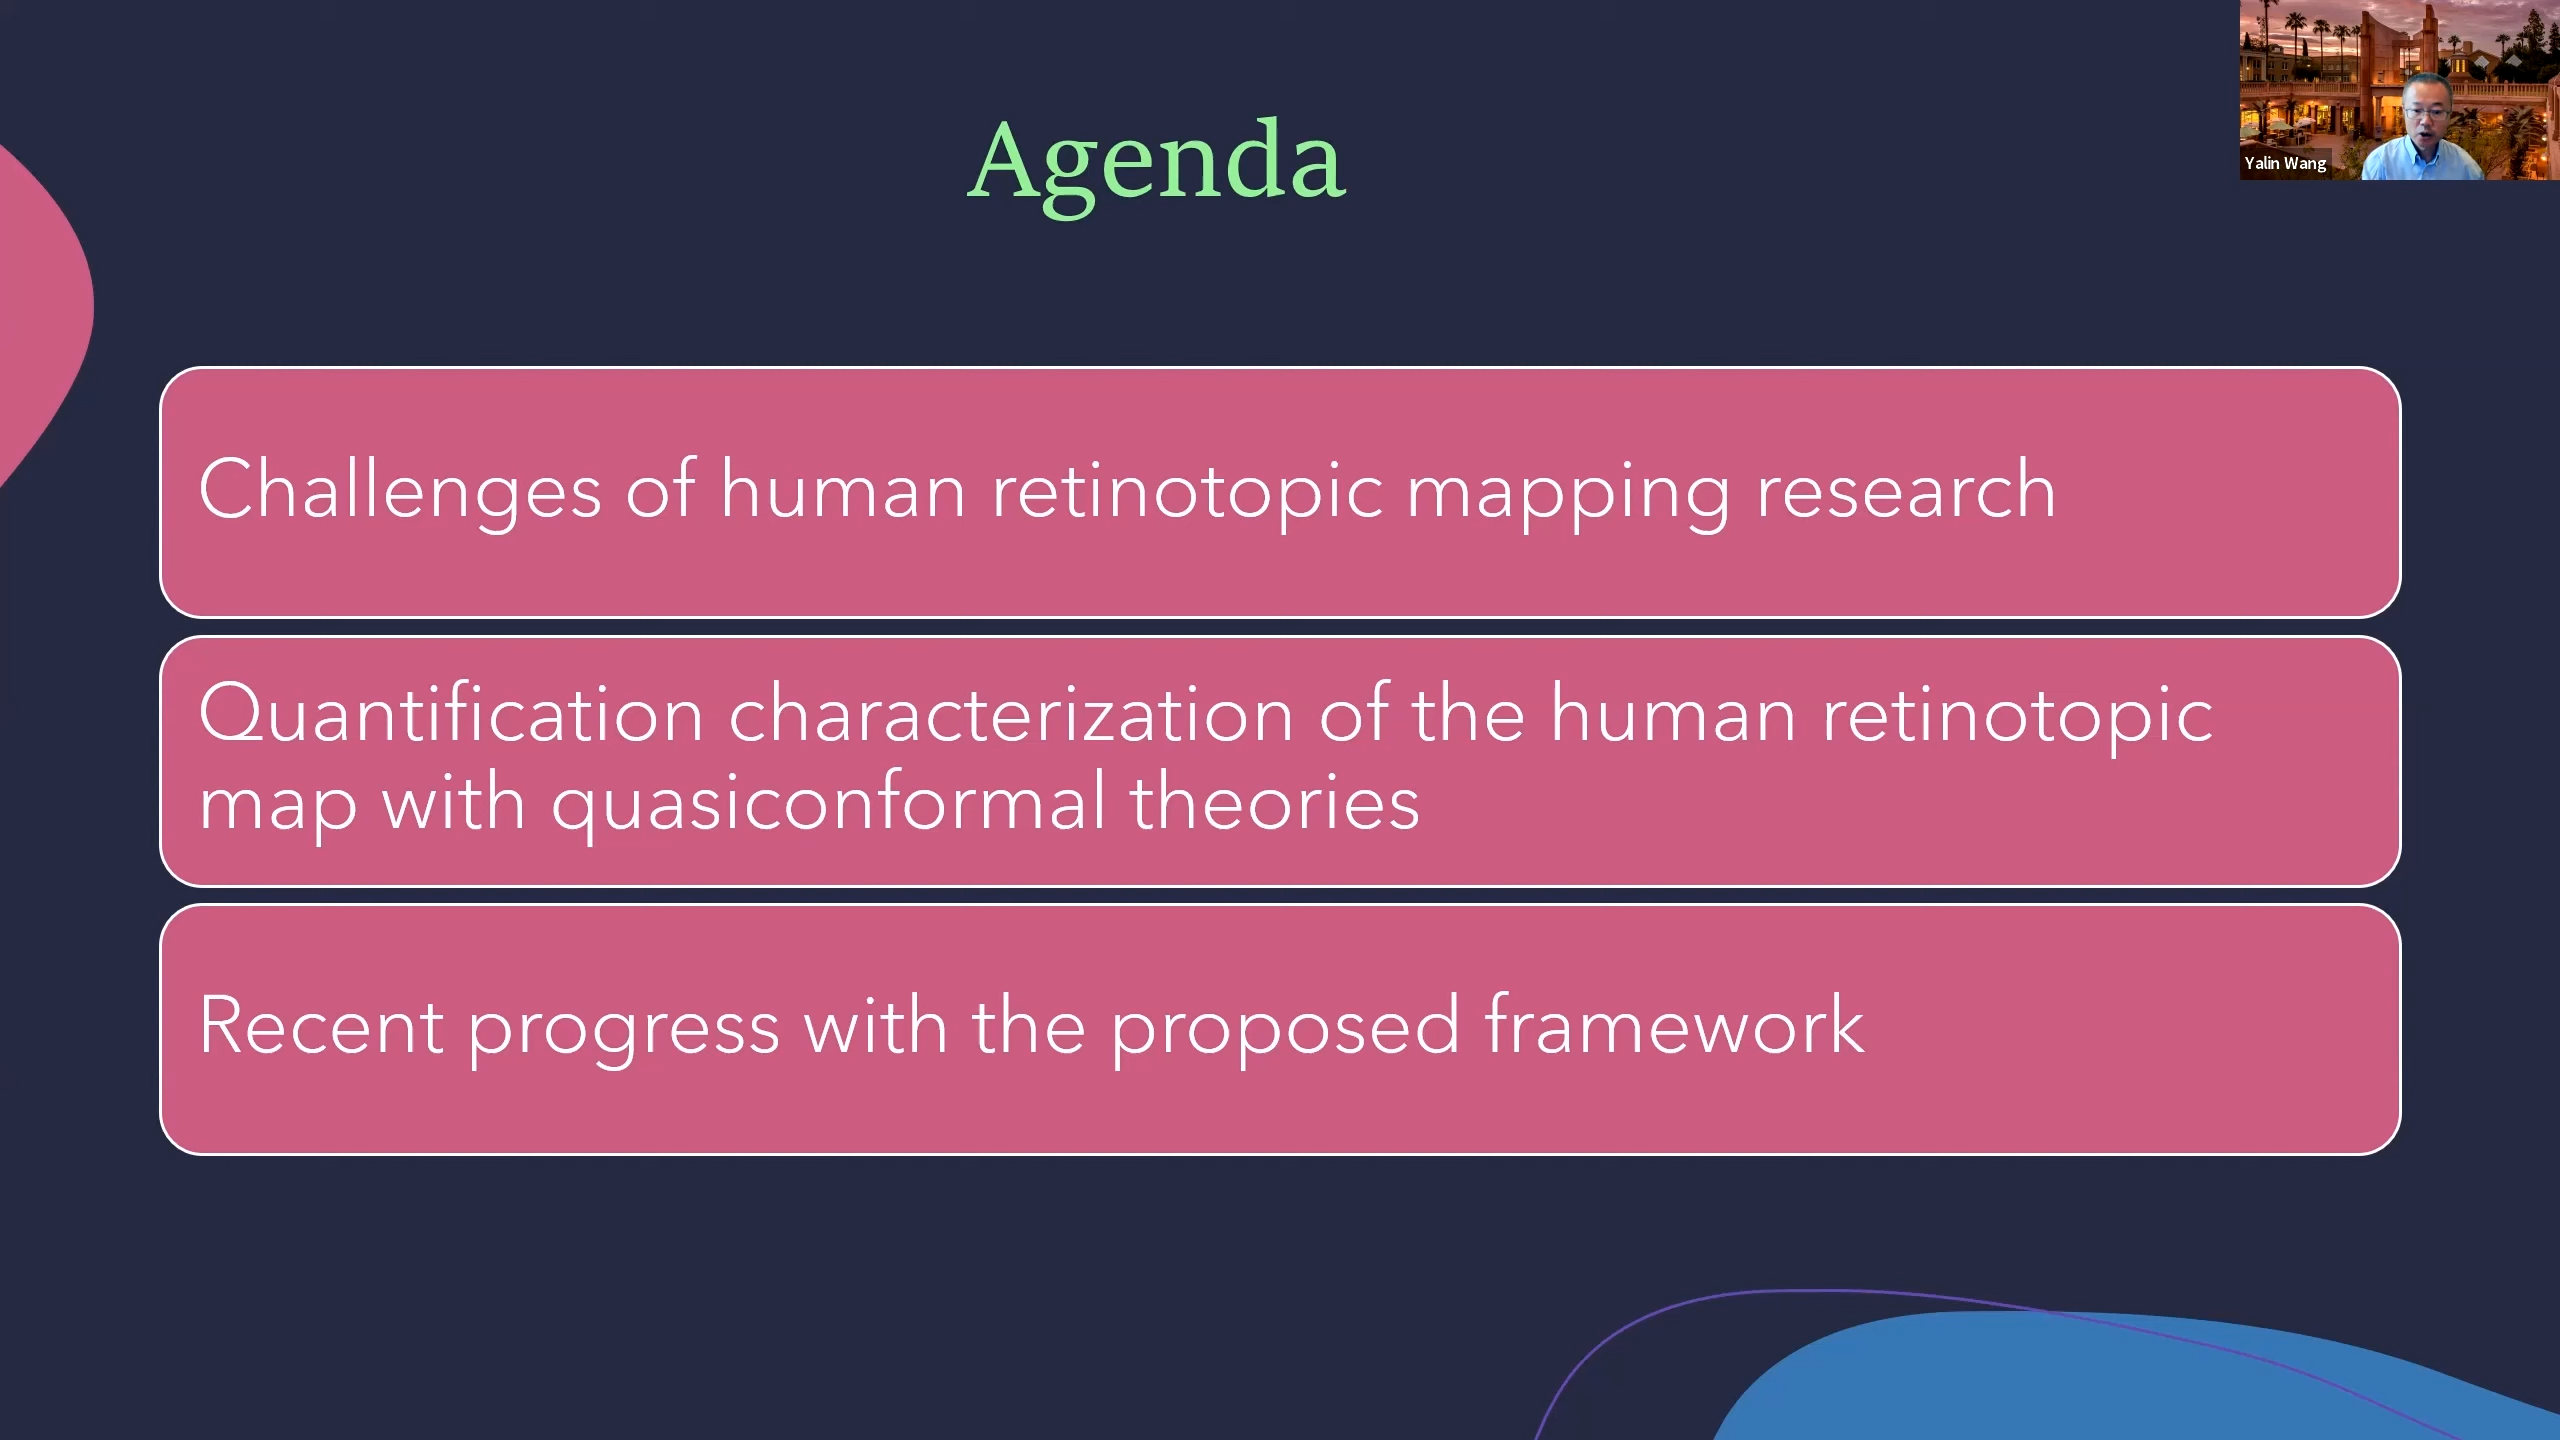 Agenda
Yalin Wang
Challenges of human retinotopic mapping research
Quantification characterization of the human retinotopic
map with quasiconformal theories
Recent progress with the proposed framework